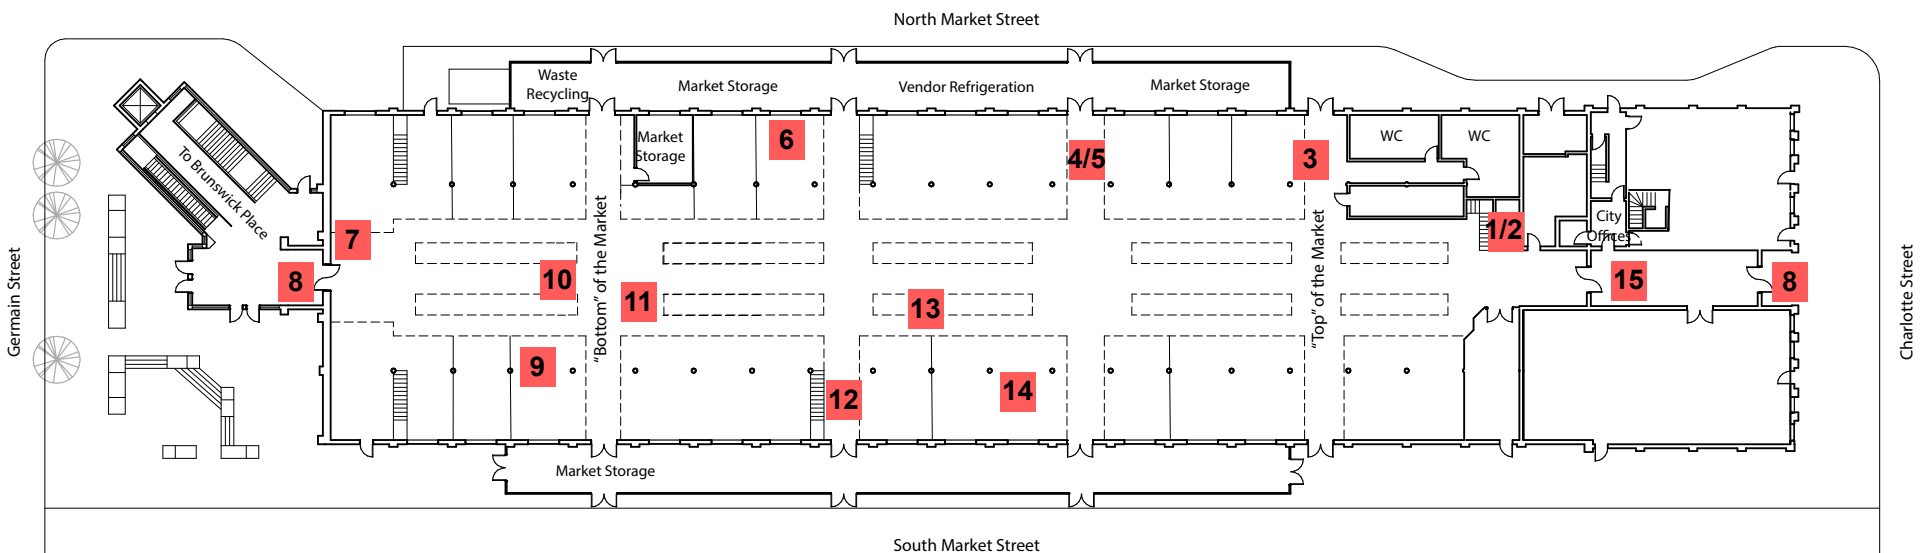 North Market Street
Waste
Recycling
Market Storage
Vendor Refrigeration
Market Storage
Market
Storage
6
4/5
3
WC
WC
To Brunswick Place
7
"Bottom" of the Market
"Top" of the Market
1/2
City
Offices
Germain Street
8
10
11
13
15
8
Charlotte Street
9
12
14
Market Storage
South Market Street